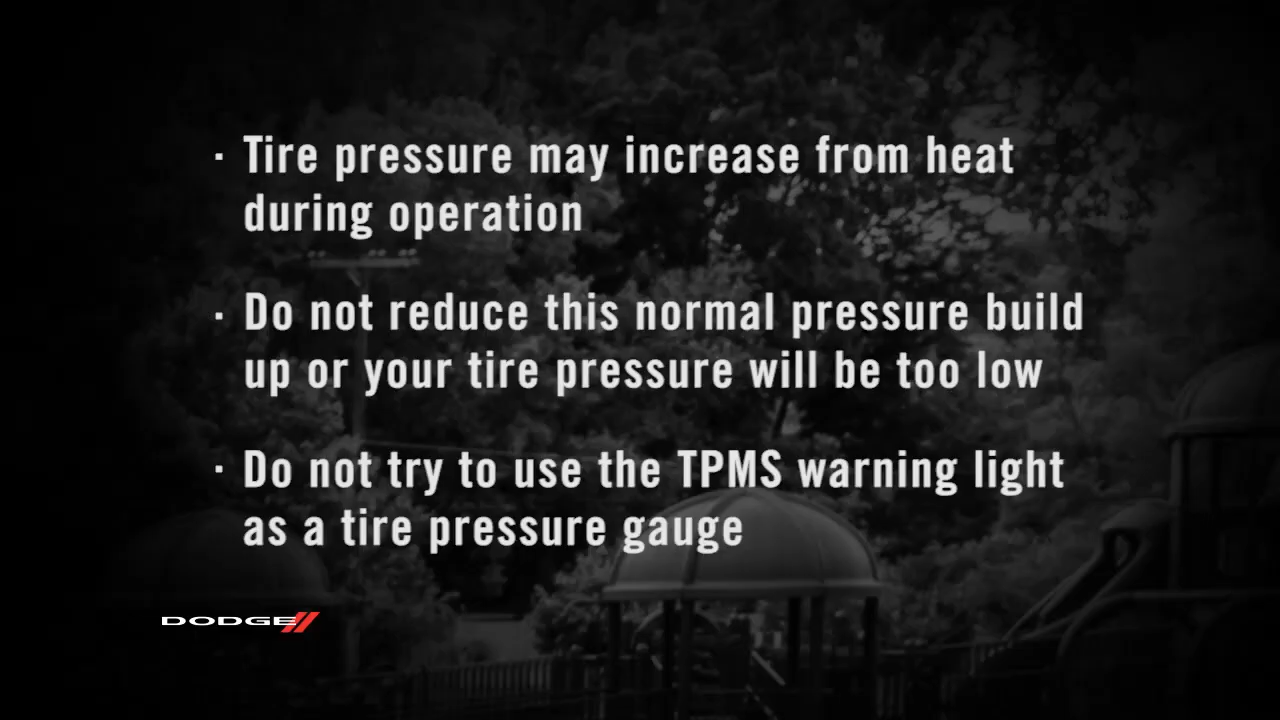 · Tire pressure may increase from heat
during operation
· Do not reduce this normal pressure build
up or your tire pressure will be too low
· Do not try to use the TPMS warning light
as a tire pressure gauge
DODGE